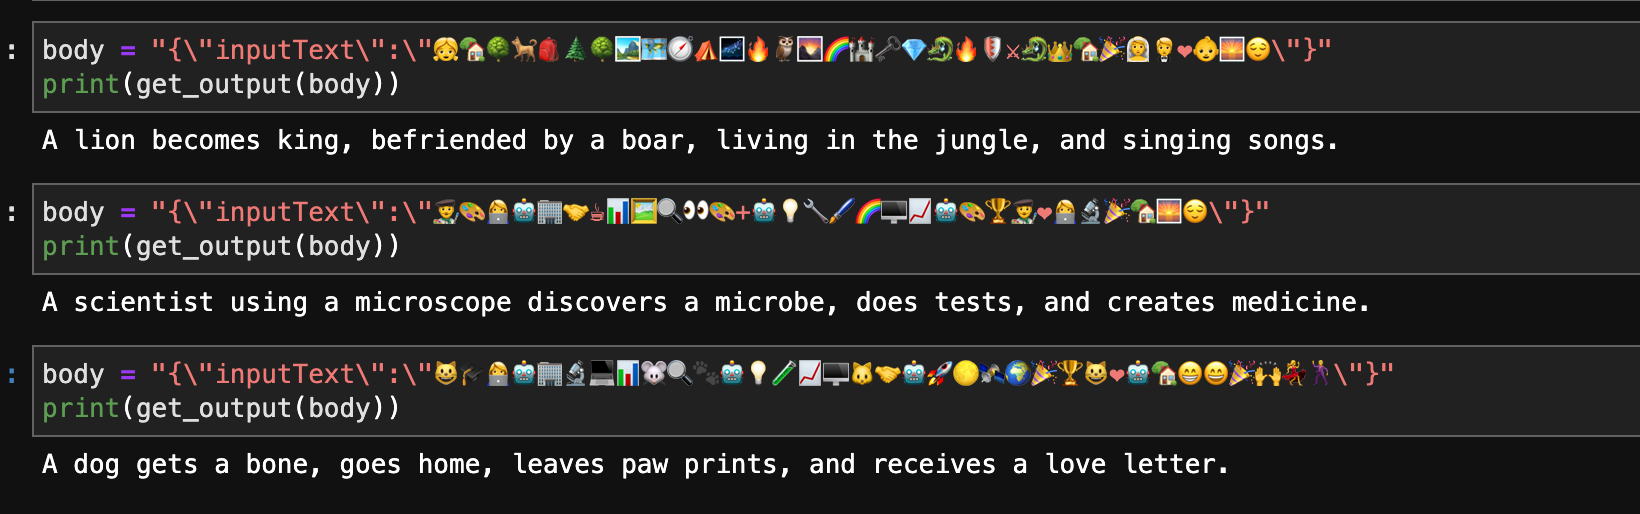 : body = "{\"inputText\":\"👧🏡🌳🐕🎒🌲🌳🏞️🗺️🧭⛺🌌🔥🦉🌄🌈🏰🗝️💎🐉🔥🛡️⚔️🐉👑🏡🎉👰🤵❤️👶🌅😌\"}"
print(get_output(body))
A lion becomes king, befriended by a boar, living in the jungle, and singing songs.
: body = "{\"inputText\":\"👨‍🎨🎨👩‍💻🤖🏢🤝☕📊🖼️🔍👀🎨+🤖💡🔧🖌️🌈🖥️📈🤖🎨🏆👨‍🎨❤️👩‍💻🔬🎉🏡🌅😌\"}"
print(get_output(body))
A scientist using a microscope discovers a microbe, does tests, and creates medicine.
: body = "{\"inputText\":\"😺🎓👩‍💻🤖🏢🔬💻📊🐭🔍🐾🤖💡🧪📈🖥️🐱🤝🤖🚀🌕🛰️🌍🎉🏆😺❤️🤖🏡😁😄🎉🙌💃🕺\"}"
print(get_output(body))
A dog gets a bone, goes home, leaves paw prints, and receives a love letter.